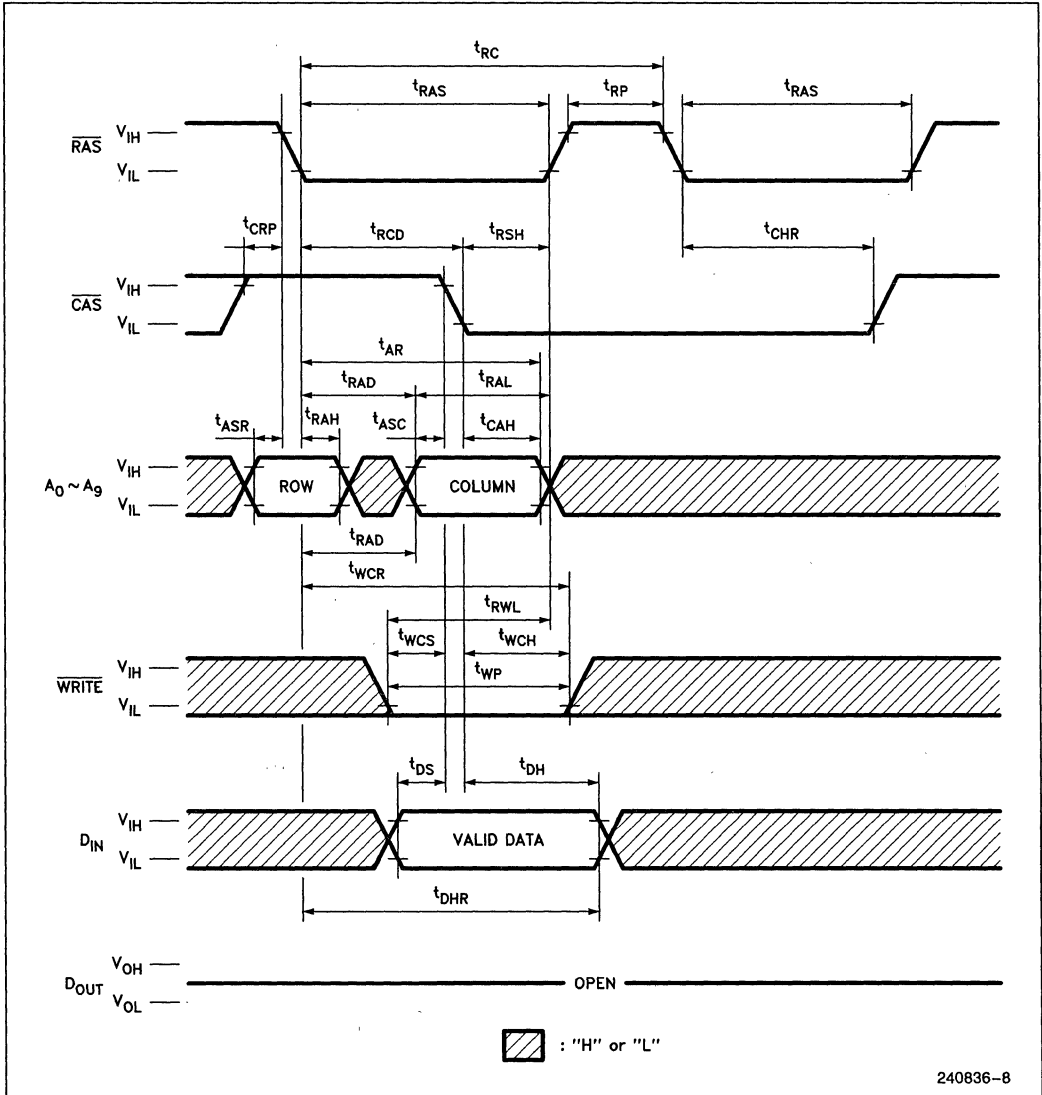 tRC
tRAS tRP tRAS
RAS VIH
VIL
tCRP tRCD tRSH tCHR
CAS VIH
VIL
tAR
tRAD tRAL
tASR tRAH tASC tCAH
A0 ~ A9 VIH
VIL
ROW COLUMN
tRAD
tWCR
tRWL
tWCS tWCH
tWP
WRITE VIH
VIL
tDS tDH
DIN VIH
VIL
VALID DATA
tDHR
DOUT VOH
VOL
OPEN
: "H" or "L"
240836-8